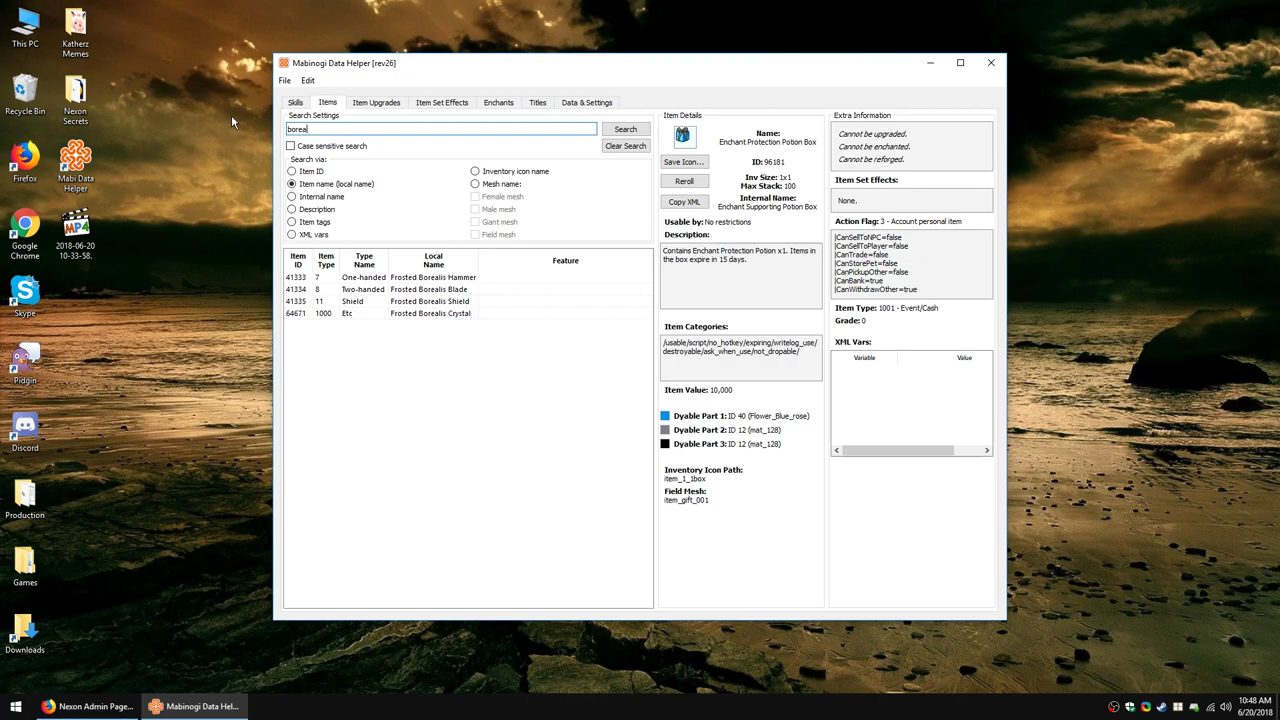 This PC
Katherz
Memes
Recycle Bin
Nexon
Secrets
Firefox
Mabi Data
Helper
Google
Chrome
2018-06-20
10-33-58.
Skype
Pidgin
Discord
Production
Games
Downloads
Mabinogi Data Helper [rev26]
File Edit
Skills Items Item Upgrades Item Set Effects Enchants Titles Data & Settings
Search Settings
borea Search
Case sensitive search Clear Search
Search via:
Item ID Inventory icon name
Item name (local name) Mesh name:
Internal name Female mesh
Description Male mesh
Item tags Giant mesh
XML vars Field mesh
Item ID Item Type Type Name Local Name Feature
41333 7 One-handed Frosted Borealis Hammer
41334 8 Two-handed Frosted Borealis Blade
41335 11 Shield Frosted Borealis Shield
64671 1000 Etc Frosted Borealis Crystal
Item Details
Name:
Enchant Protection Potion Box
Save Icon... ID: 96181
Reroll Inv Size: 1x1
Max Stack: 100
Copy XML Internal Name:
Enchant Supporting Potion Box
Usable by: No restrictions
Description:
Contains Enchant Protection Potion x1. Items in
the box expire in 15 days.
Item Categories:
/usable/script/no_hotkey/expiring/writelog_use/
destroyable/ask_when_use/not_dropable/
Item Value: 10,000
Dyable Part 1: ID 40 (Flower_Blue_rose)
Dyable Part 2: ID 12 (mat_128)
Dyable Part 3: ID 12 (mat_128)
Inventory Icon Path:
item_1_1box
Field Mesh:
item_gift_001
Extra Information
Cannot be upgraded.
Cannot be enchanted.
Cannot be reforged.
Item Set Effects:
None.
Action Flag: 3 - Account personal item
|CanSellToNPC=false
|CanSellToPlayer=false
|CanTrade=false
|CanStorePet=false
|CanPickupOther=false
|CanBank=true
|CanWithdrawOther=true
Item Type: 1001 - Event/Cash
Grade: 0
XML Vars:
Variable Value
Nexon Admin Page... Mabinogi Data Hel...
10:48 AM
6/20/2018